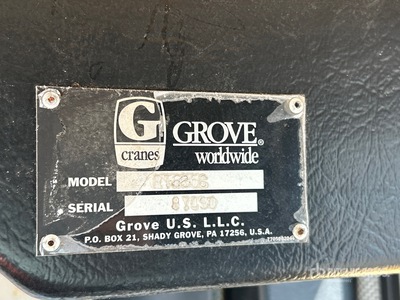 G
cranes
GROVE®
worldwide
MODEL
SERIAL
Grove U.S. L.L.C.
P.O. BOX 21, SHADY GROVE, PA 17256, U.S.A.